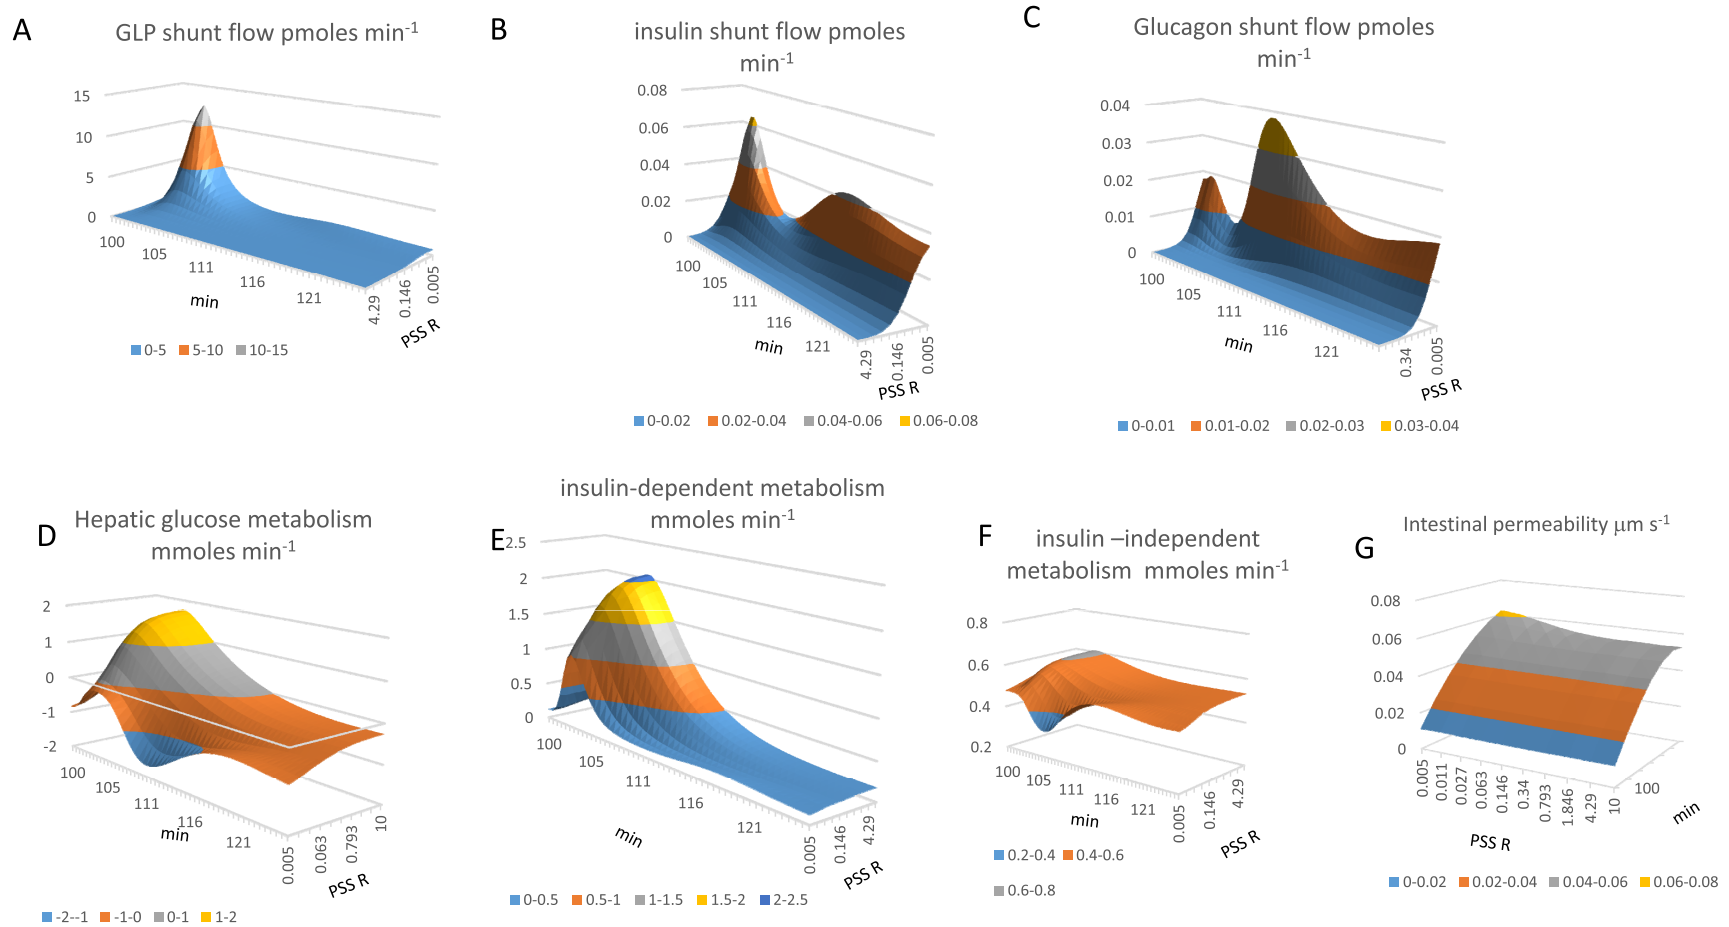 A
GLP shunt flow pmoles min-1
15
10
5
0
100
105
111
116
121
min
4.29
0.146
0.005
PSS R
0-5 5-10 10-15
B
insulin shunt flow pmoles
min-1
0.08
0.06
0.04
0.02
0
100
105
111
116
121
min
4.29
0.146
0.005
PSS R
0-0.02 0.02-0.04 0.04-0.06 0.06-0.08
C
Glucagon shunt flow pmoles
min-1
0.04
0.03
0.02
0.01
0
100
105
111
116
121
min
0.34
0.005
PSS R
0-0.01 0.01-0.02 0.02-0.03 0.03-0.04
D
Hepatic glucose metabolism
mmoles min-1
2
1
0
-1
-2
100
105
111
116
121
min
0.005
0.063
0.793
10
PSS R
-2--1 -1-0 0-1 1-2
E
insulin-dependent metabolism
mmoles min-1
2.5
2
1.5
1
0.5
0
100
105
111
116
121
min
0.005
0.146
4.29
PSS R
0-0.5 0.5-1 1-1.5 1.5-2 2-2.5
F
insulin –independent
metabolism mmoles min-1
0.8
0.6
0.4
0.2
100
105
111
116
121
min
0.005
0.146
4.29
PSS R
0.2-0.4 0.4-0.6
0.6-0.8
G
Intestinal permeability µm s-1
0.08
0.06
0.04
0.02
0
0.005
0.011
0.027
0.063
0.146
0.34
0.793
1.846
4.29
10
PSS R
100
min
0-0.02 0.02-0.04 0.04-0.06 0.06-0.08